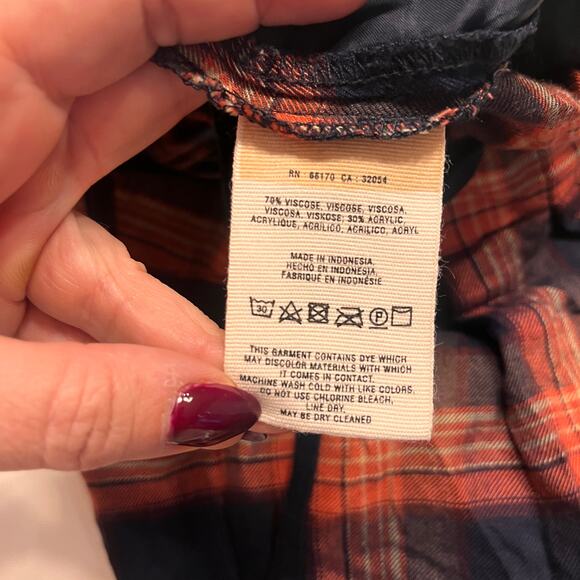 RN 66170 CA : 32054
70% VISCOSE, VISCOSE, VISCOSA,
VISCOSA, VISKOSE; 30% ACRYLIC,
ACRYLIQUE, ACRILICO, ACRILICO, ACRYL
MADE IN INDONESIA,
HECHO EN INDONESIA,
FABRIQUE EN INDONÉSIE
30 P
THIS GARMENT CONTAINS DYE WHICH
MAY DISCOLOR MATERIALS WITH WHICH
IT COMES IN CONTACT.
MACHINE WASH COLD WITH LIKE COLORS.
DO NOT USE CHLORINE BLEACH,
LINE DRY.
MAY BE DRY CLEANED